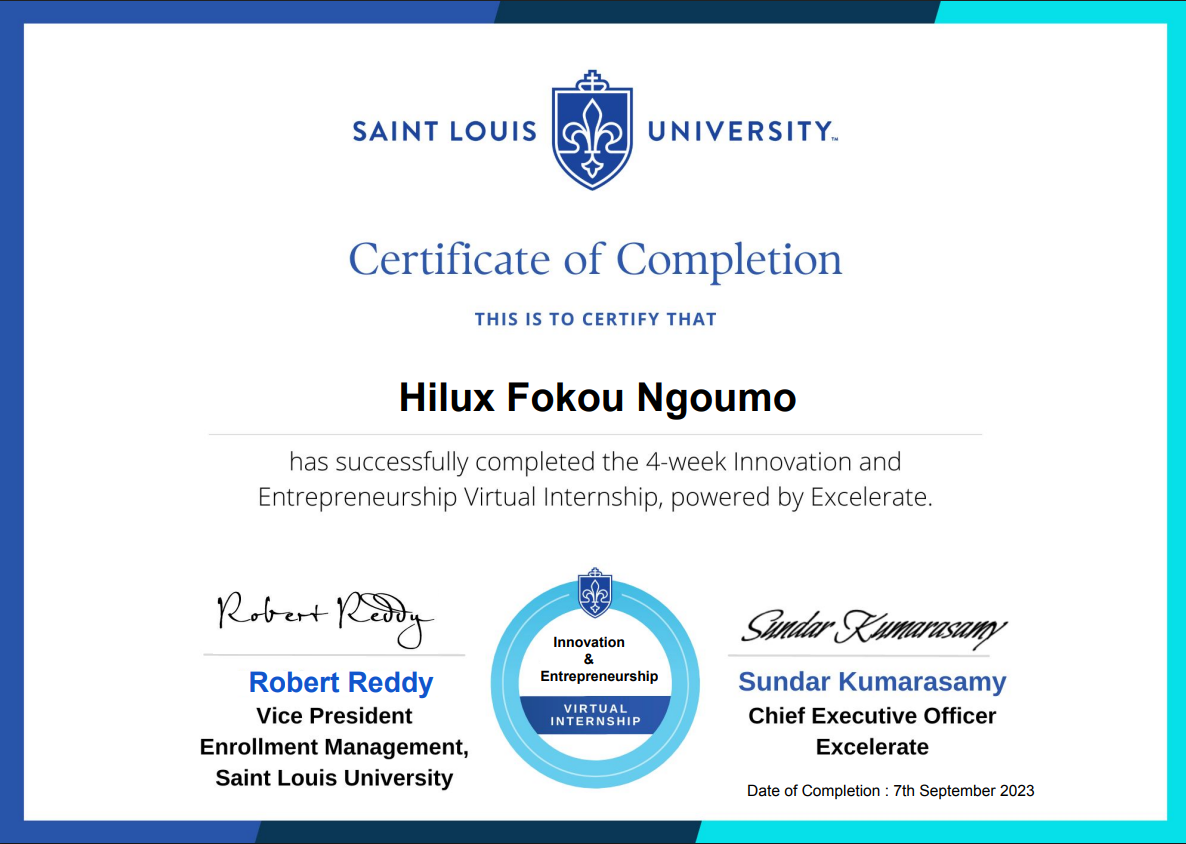 SAINT LOUIS UNIVERSITY™
Certificate of Completion
THIS IS TO CERTIFY THAT
Hilux Fokou Ngoumo
has successfully completed the 4-week Innovation and
Entrepreneurship Virtual Internship, powered by Excelerate.
Robert Reddy
Robert Reddy
Vice President
Enrollment Management,
Saint Louis University
Innovation
&
Entrepreneurship
VIRTUAL
INTERNSHIP
Sundar Kumarasamy
Sundar Kumarasamy
Chief Executive Officer
Excelerate
Date of Completion : 7th September 2023